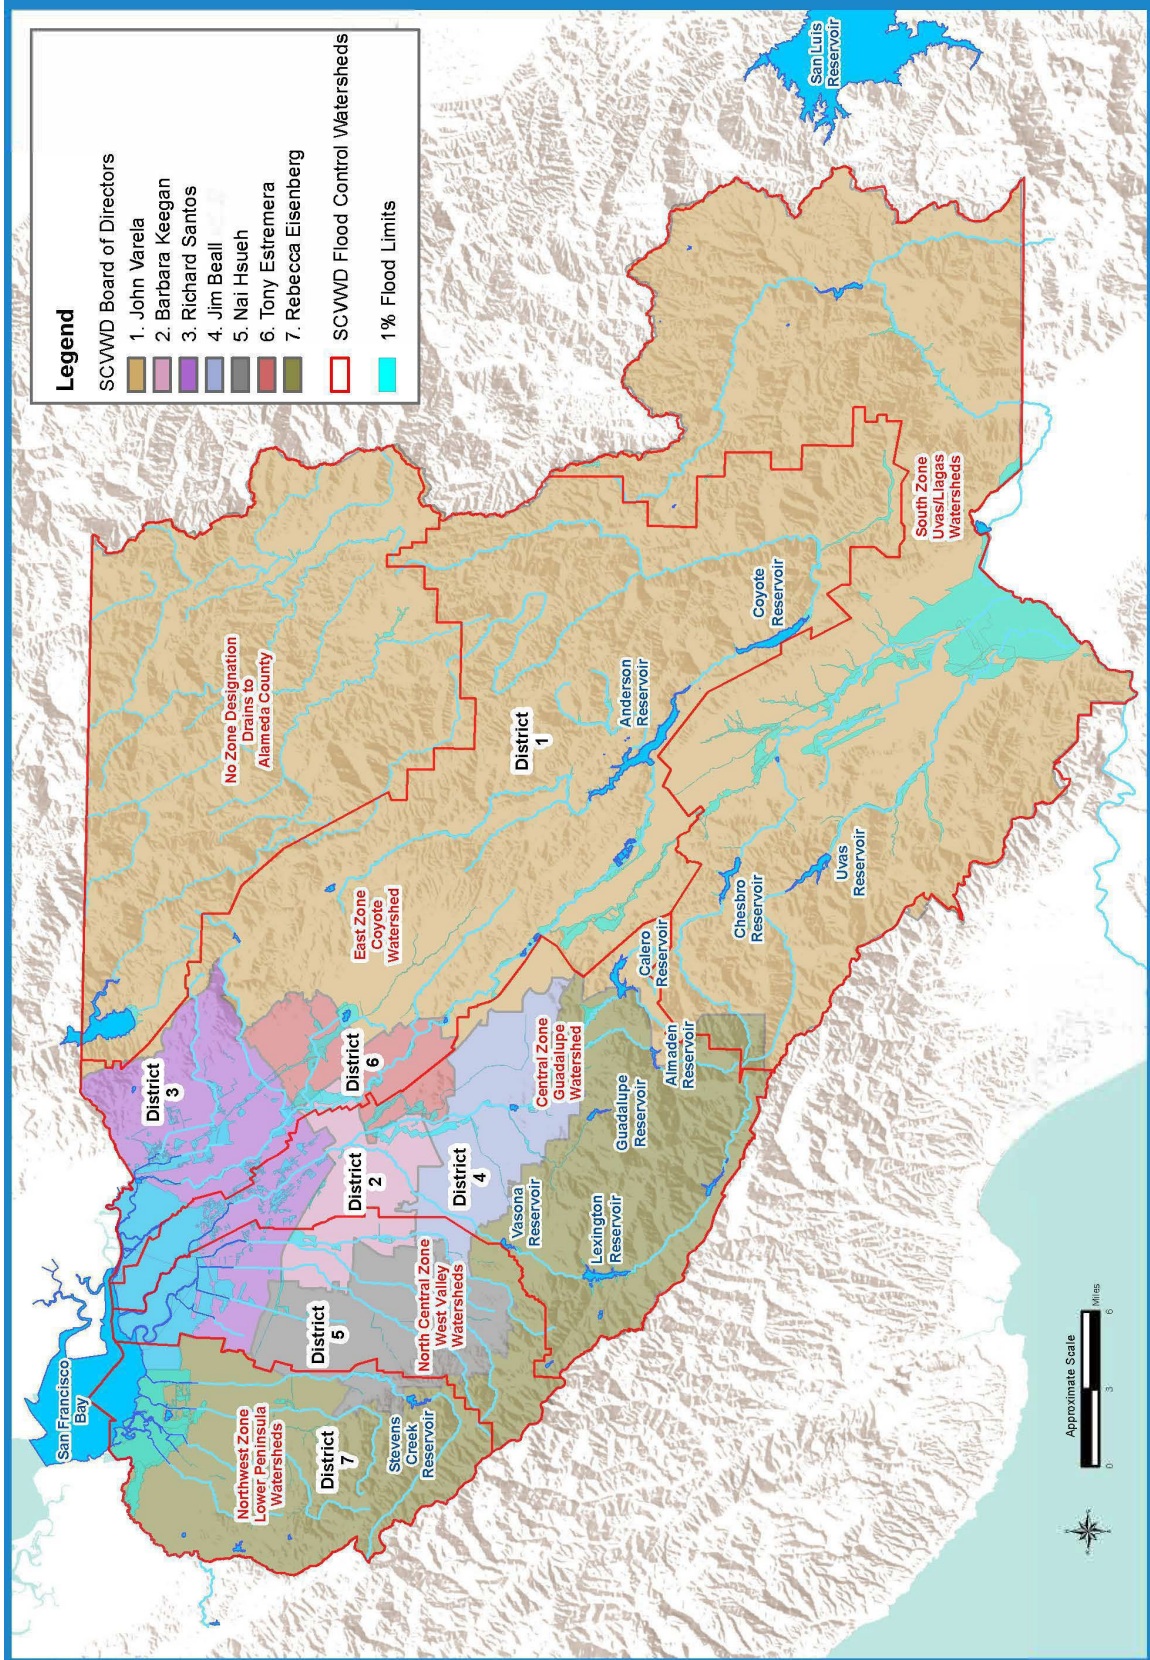 Legend
SCVWD Board of Directors
1. John Varela
2. Barbara Keegan
3. Richard Santos
4. Jim Beall
5. Nai Hsueh
6. Tony Estremera
7. Rebecca Eisenberg
SCVWD Flood Control Watersheds
1% Flood Limits
San Francisco
Bay
Northwest Zone
Lower Peninsula
Watersheds
District
7
Stevens
Creek
Reservoir
District
5
North Central Zone
West Valley
Watersheds
District
3
District
2
District
4
District
6
Vasona
Reservoir
Lexington
Reservoir
Central Zone
Guadalupe
Watershed
Guadalupe
Reservoir
Almaden
Reservoir
Calero
Reservoir
East Zone
Coyote
Watershed
No Zone Designation
Drains to
Alameda County
District
1
Anderson
Reservoir
Chesbro
Reservoir
Uvas
Reservoir
Coyote
Reservoir
South Zone
Uvas/Llagas
Watersheds
San Luis
Reservoir
Approximate Scale
0 3 6
Miles